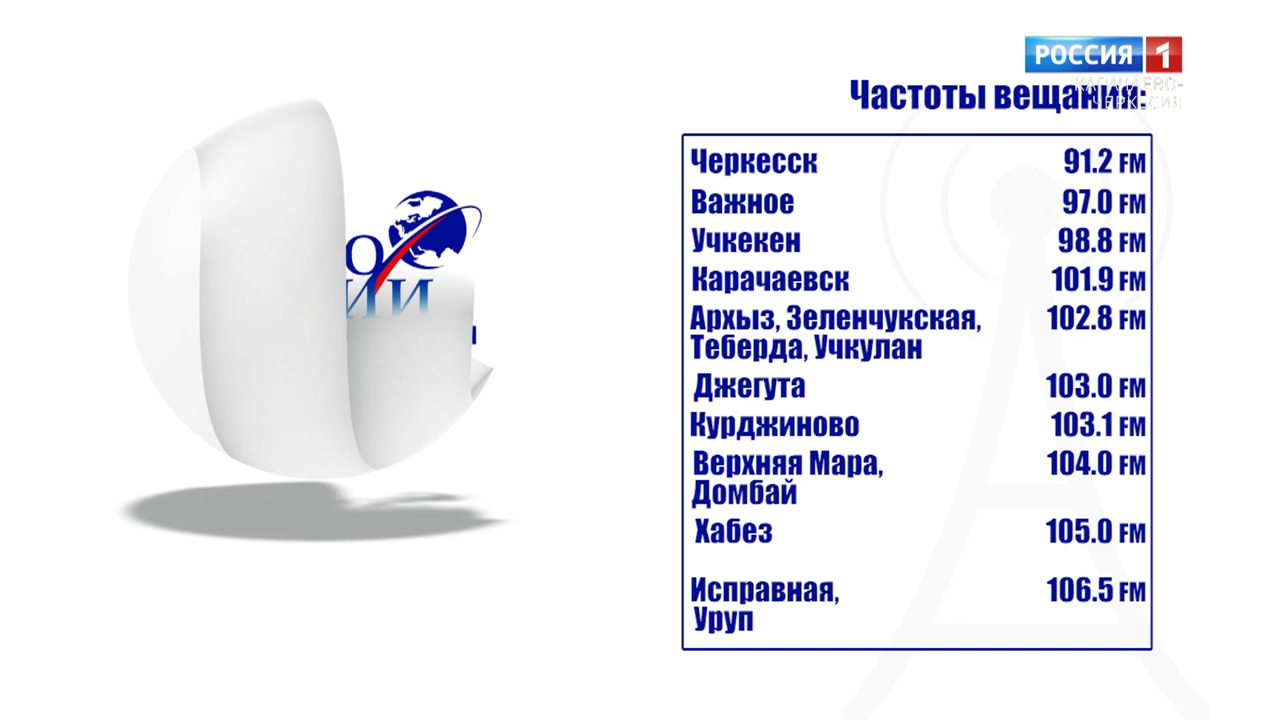 РОССИЯ 1
КАРАЧАЕВО-
ЧЕРКЕСИЯ
Частоты вещания:
Черкесск 91.2 FM
Важное 97.0 FM
Учкекен 98.8 FM
Карачаевск 101.9 FM
Архыз, Зеленчукская, 102.8 FM
Теберда, Учкулан
Джегута 103.0 FM
Курджиново 103.1 FM
Верхняя Мара, 104.0 FM
Домбай
Хабез 105.0 FM
Исправная, 106.5 FM
Уруп